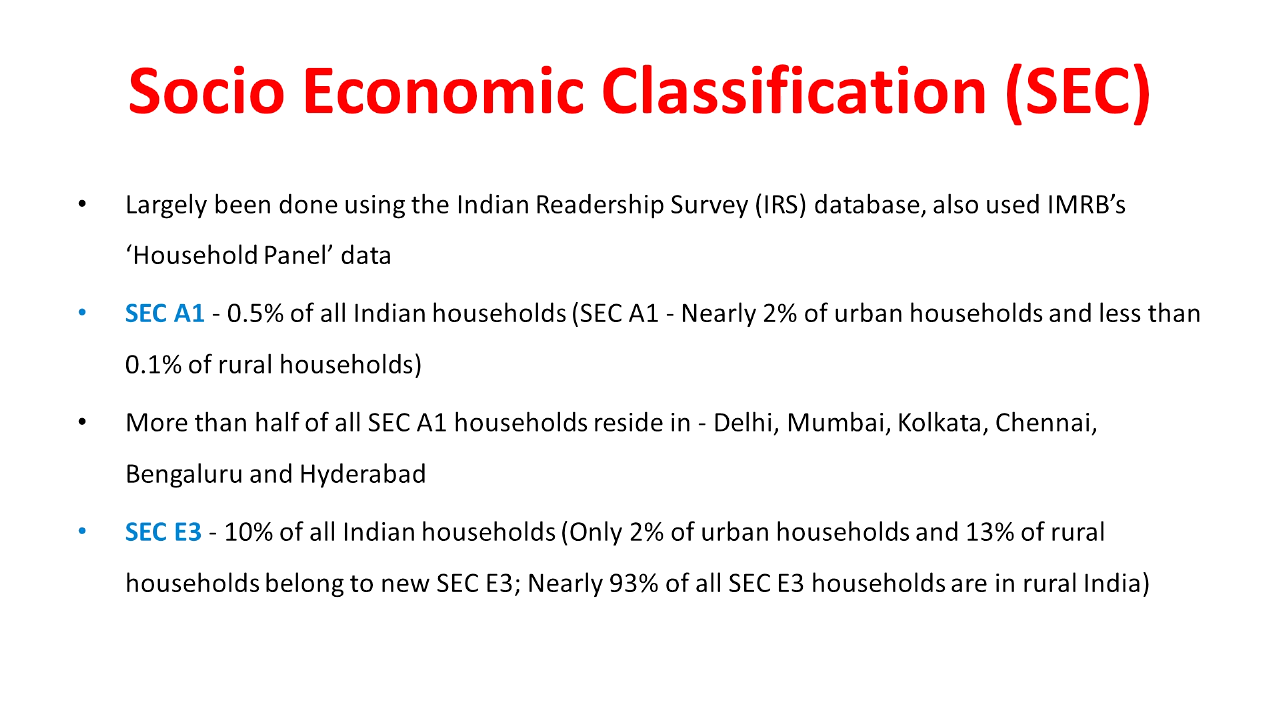 Socio Economic Classification (SEC)
• Largely been done using the Indian Readership Survey (IRS) database, also used IMRB’s
‘Household Panel’ data
• SEC A1 - 0.5% of all Indian households (SEC A1 - Nearly 2% of urban households and less than
0.1% of rural households)
• More than half of all SEC A1 households reside in - Delhi, Mumbai, Kolkata, Chennai,
Bengaluru and Hyderabad
• SEC E3 - 10% of all Indian households (Only 2% of urban households and 13% of rural
households belong to new SEC E3; Nearly 93% of all SEC E3 households are in rural India)